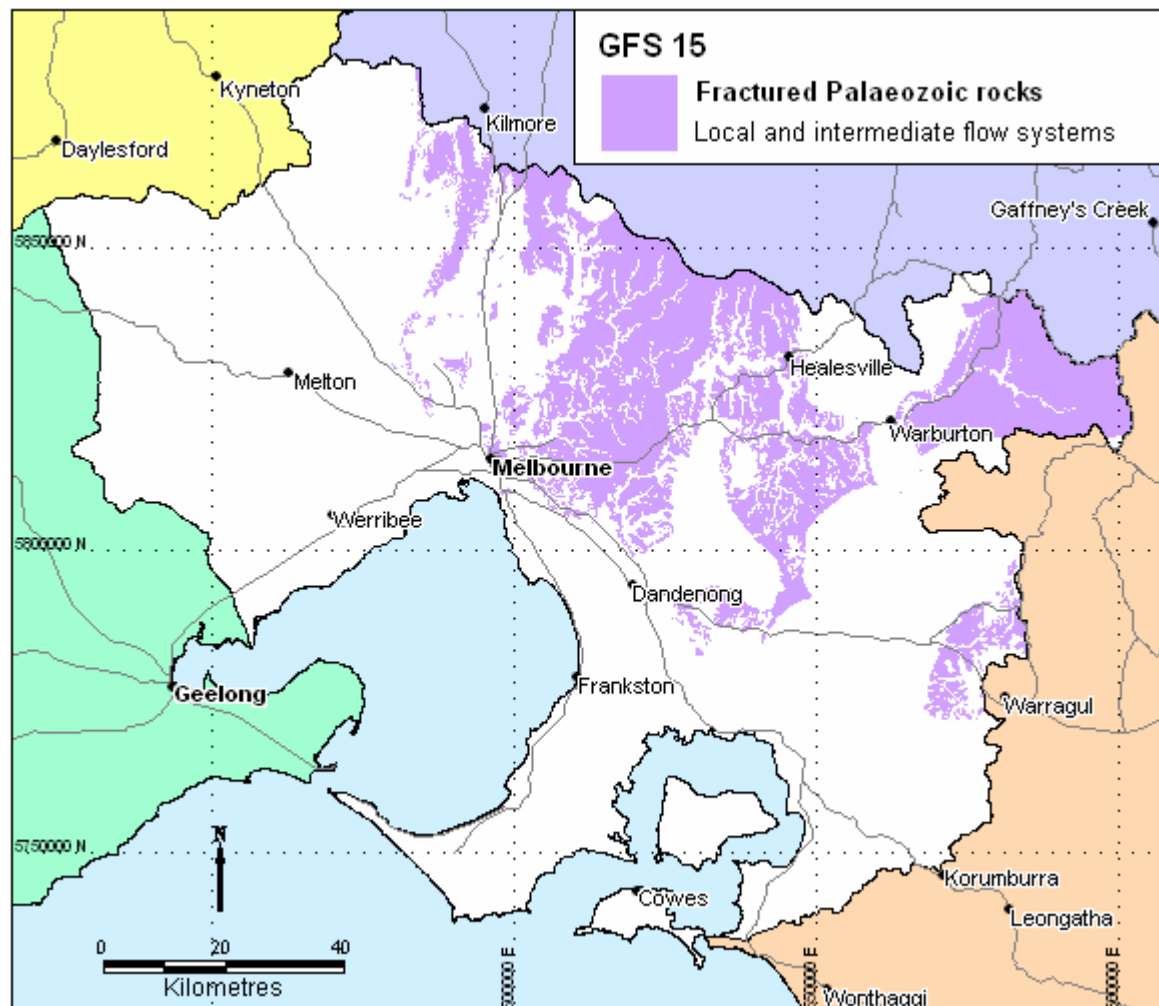 GFS 15
Fractured Palaeozoic rocks
Local and intermediate flow systems
Kyneton
Kilmore
Daylesford
Gaffney's Creek
5850000 N
Healesville
Melton
Warburton
Melbourne
Werribee
5800000 N
Dandenong
Geelong
Frankston
Warragul
N
5750000 N
Korumburra
Cowes
Leongatha
0 20 40
Kilometres
Wonthaggi